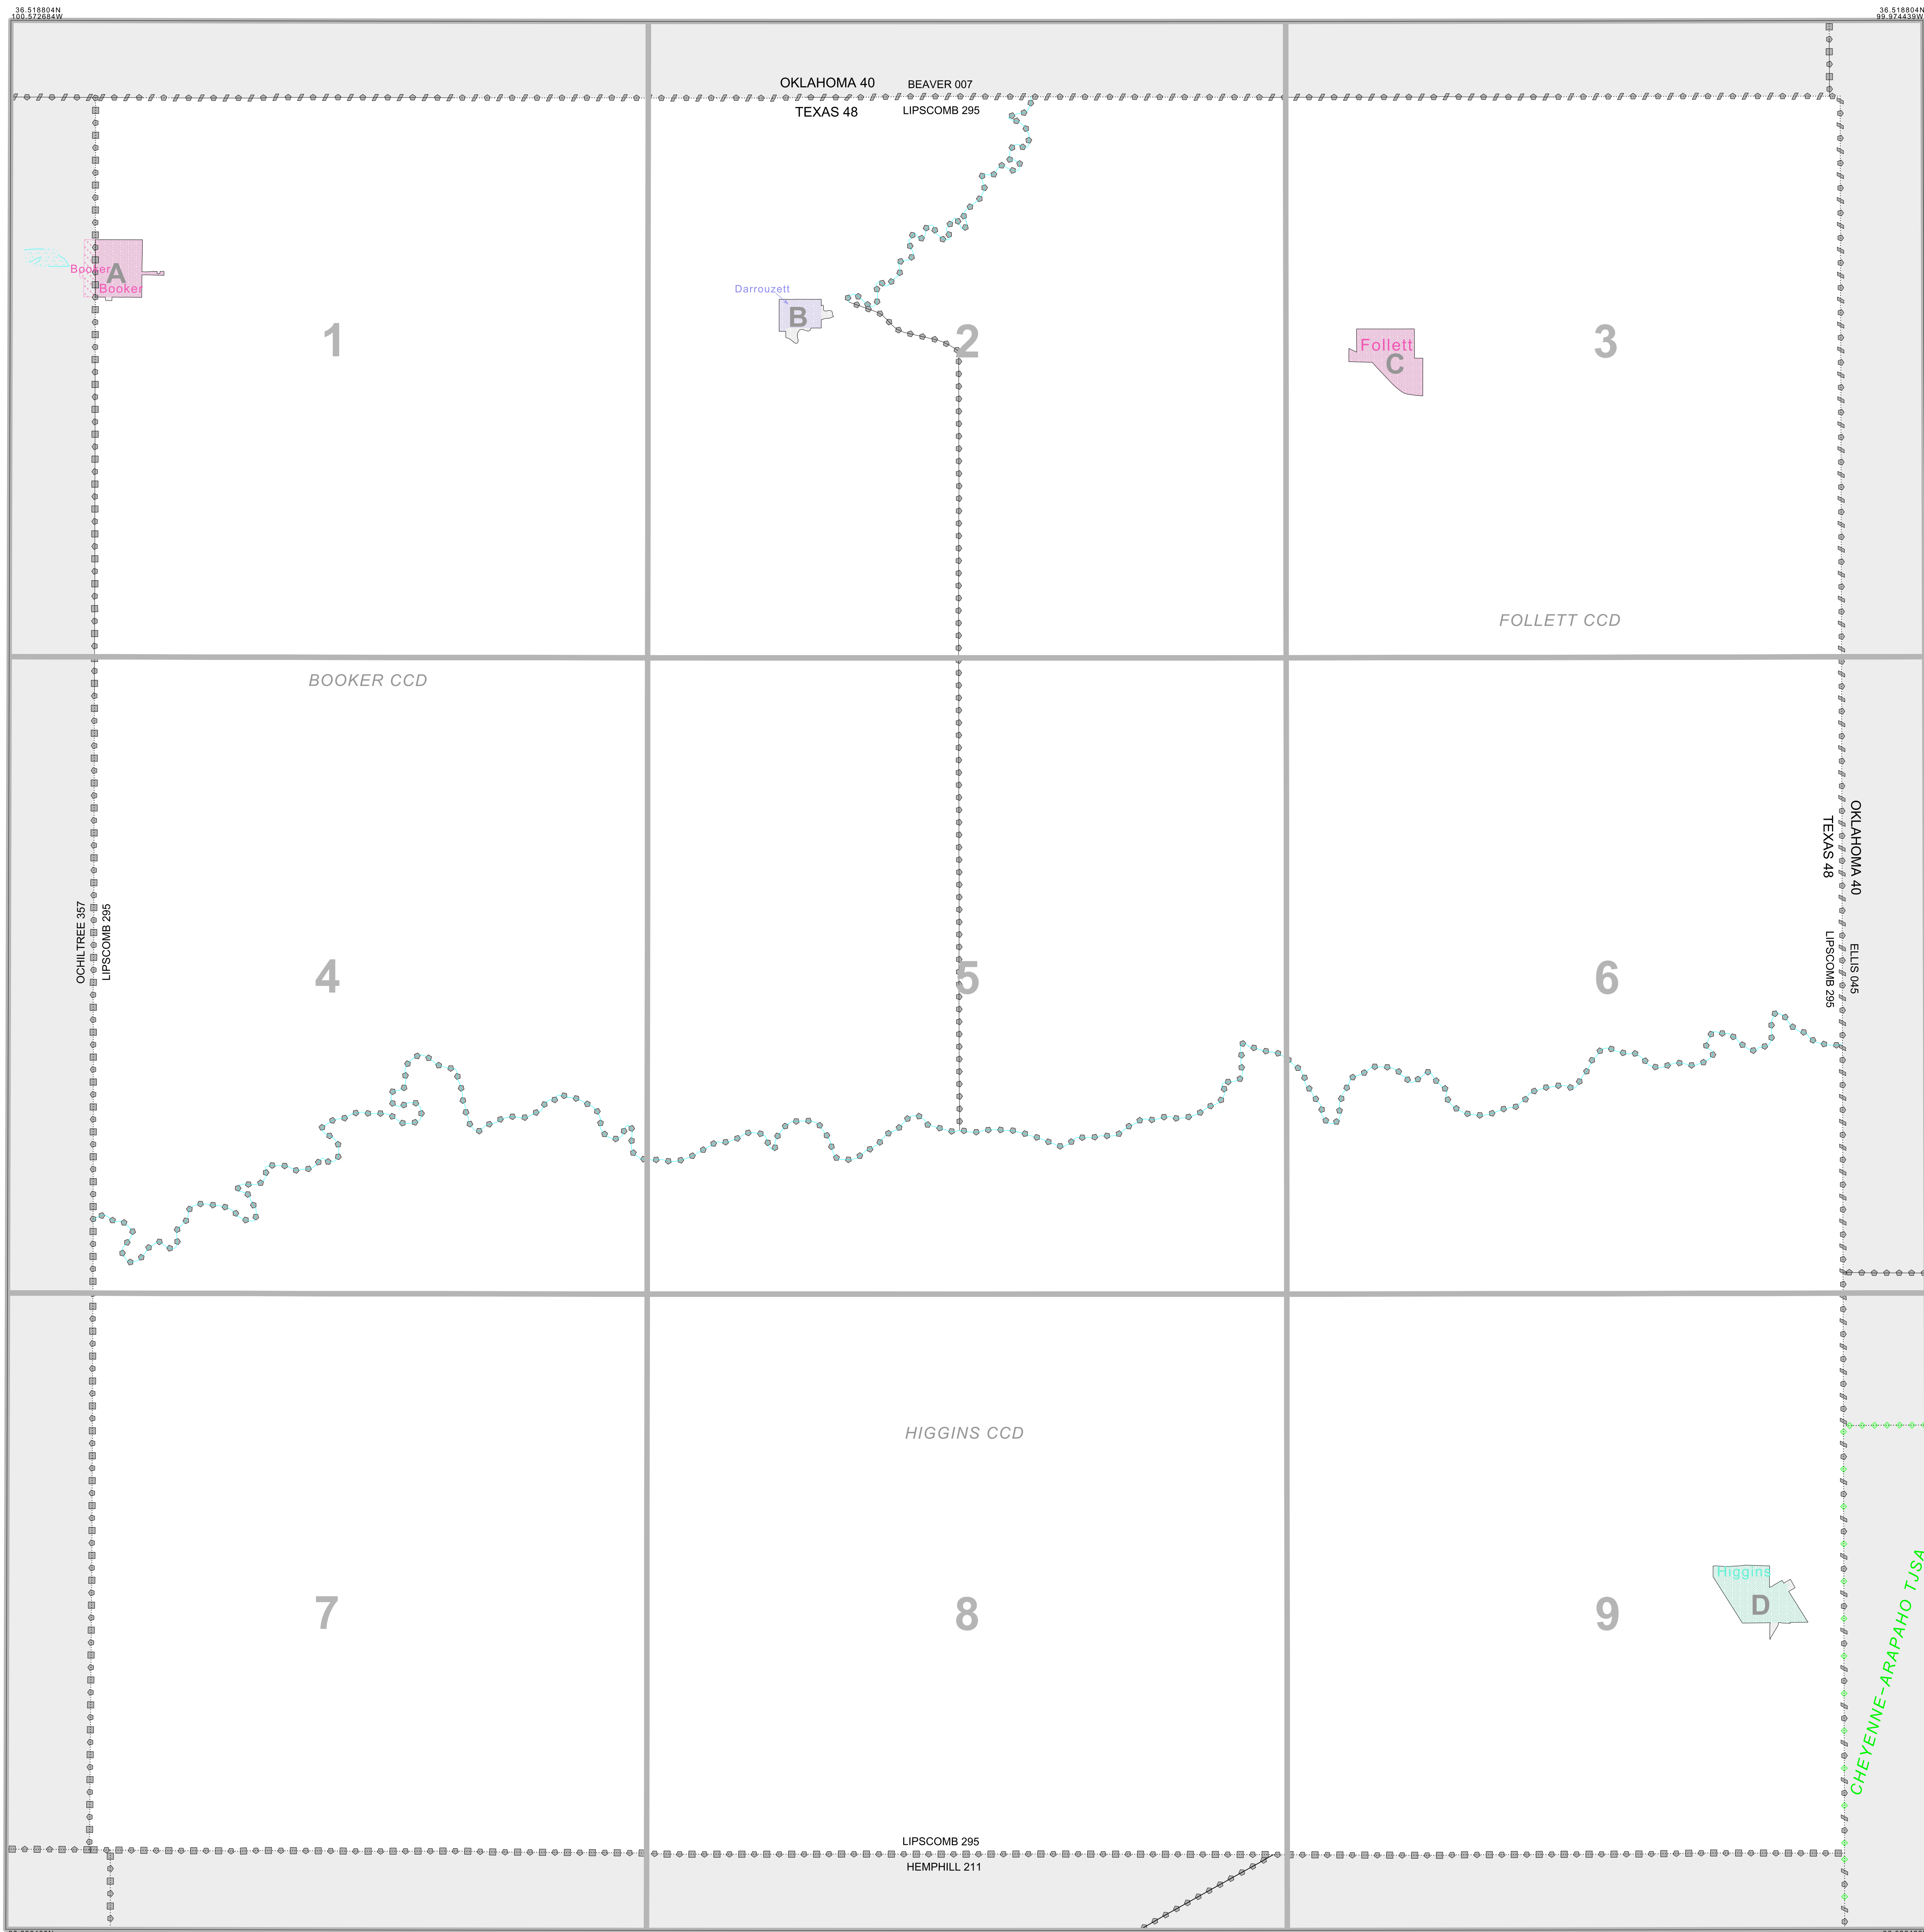 36.518804N
100.572684W
36.518804N
99.974439W
OKLAHOMA 40
BEAVER 007
TEXAS 48
LIPSCOMB 295
Booker
A
Booker
Darrouzett
B
1
2
3
Follett
C
FOLLETT CCD
BOOKER CCD
OKLAHOMA 40
TEXAS 48
OCHILTREE 357
LIPSCOMB 295
LIPSCOMB 295
ELLIS 045
4
5
6
HIGGINS CCD
Higgins
D
7
8
9
CHEYENNE-ARAPAHO TJSA
LIPSCOMB 295
HEMPHILL 211